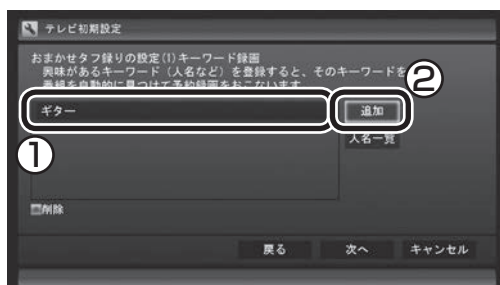 テレビ初期設定
おまかせタフ録りの設定(1)キーワード録画
興味があるキーワード（人名など）を登録すると、そのキーワードを
番組を自動的に見つけて予約録画をおこないます
②
ギター
追加
①
人名一覧
削除
戻る 次へ キャンセル